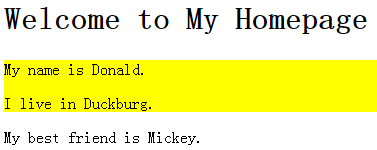 Welcome to My Homepage
My name is Donald.
I live in Duckburg.
My best friend is Mickey.